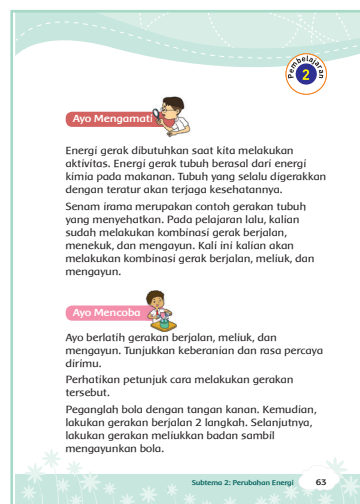 Pembelajaran
2
Ayo Mengamati
Energi gerak dibutuhkan saat kita melakukan
aktivitas. Energi gerak tubuh berasal dari energi
kimia pada makanan. Tubuh yang selalu digerakkan
dengan teratur akan terjaga kesehatannya.
Senam irama merupakan contoh gerakan tubuh
yang menyehatkan. Pada pelajaran lalu, kalian
sudah melakukan kombinasi gerak berjalan,
menekuk, dan mengayun. Kali ini kalian akan
melakukan kombinasi gerak berjalan, meliuk, dan
mengayun.
Ayo Mencoba
Ayo berlatih gerakan berjalan, meliuk, dan
mengayun. Tunjukkan keberanian dan rasa percaya
dirimu.
Perhatikan petunjuk cara melakukan gerakan
tersebut.
Peganglah bola dengan tangan kanan. Kemudian,
lakukan gerakan berjalan 2 langkah. Selanjutnya,
lakukan gerakan meliukkan badan sambil
mengayunkan bola.
Subtema 2: Perubahan Energi 63